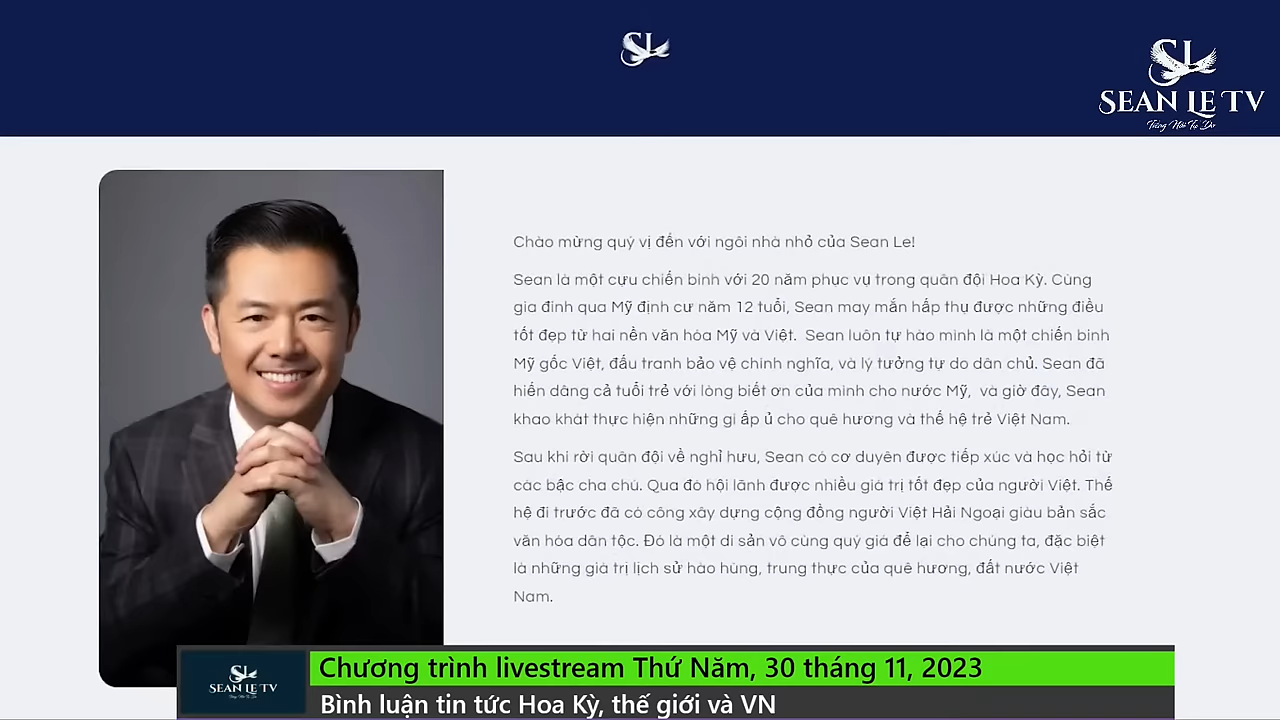 SL
SL
SEAN LE TV
Tiếng Nói Tự Do
Chào mừng quý vị đến với ngôi nhà nhỏ của Sean Le!
Sean là một cựu chiến binh với 20 năm phục vụ trong quân đội Hoa Kỳ. Cùng
gia đình qua Mỹ định cư năm 12 tuổi, Sean may mắn hấp thụ được những điều
tốt đẹp từ hai nền văn hóa Mỹ và Việt. Sean luôn tự hào mình là một chiến binh
Mỹ gốc Việt, đấu tranh bảo vệ chính nghĩa, và lý tưởng tự do dân chủ. Sean đã
hiến dâng cả tuổi trẻ với lòng biết ơn của mình cho nước Mỹ, và giờ đây, Sean
khao khát thực hiện những gì ấp ủ cho quê hương và thế hệ trẻ Việt Nam.
Sau khi rời quân đội về nghỉ hưu, Sean có cơ duyên được tiếp xúc và học hỏi từ
các bậc cha chú. Qua đó hội lãnh được nhiều giá trị tốt đẹp của người Việt. Thế
hệ đi trước đã có công xây dựng cộng đồng người Việt Hải Ngoại giàu bản sắc
văn hóa dân tộc. Đó là một di sản vô cùng quý giá để lại cho chúng ta, đặc biệt
là những giá trị lịch sử hào hùng, trung thực của quê hương, đất nước Việt
Nam.
SL
SEAN LE TV
Tiếng Nói Tự Do
Chương trình livestream Thứ Năm, 30 tháng 11, 2023
Bình luận tin tức Hoa Kỳ, thế giới và VN